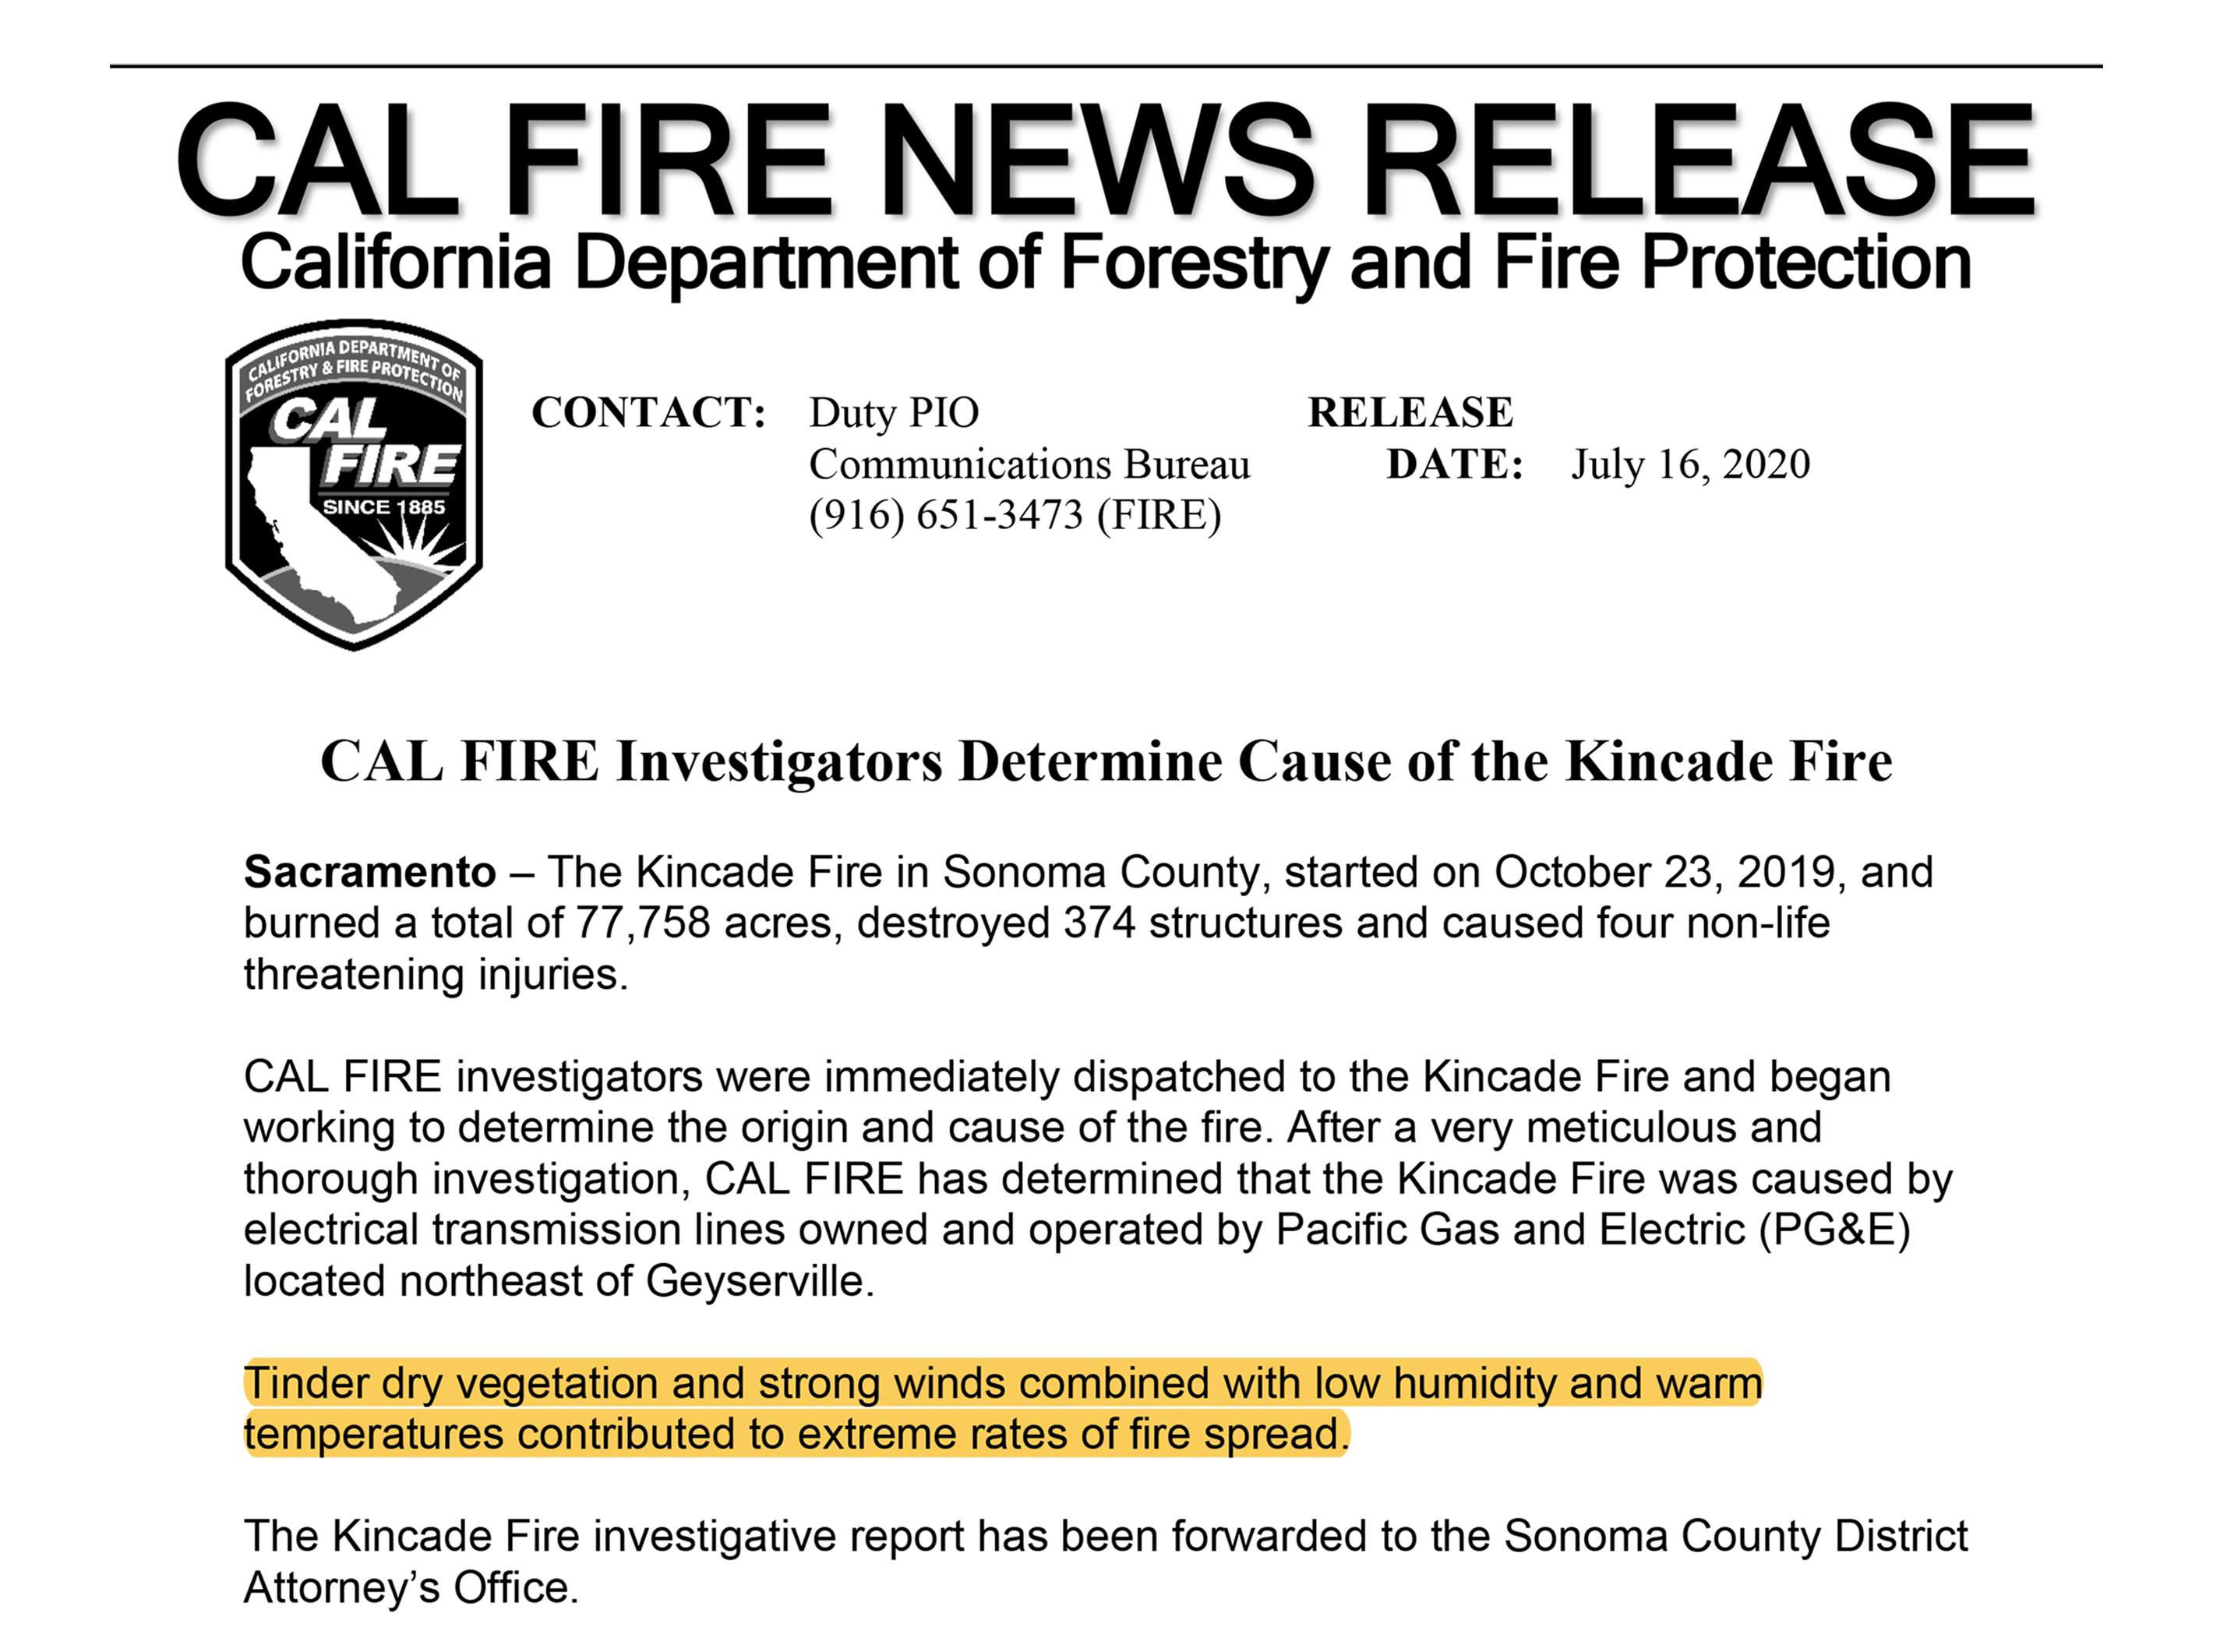 CAL FIRE NEWS RELEASE
California Department of Forestry and Fire Protection
CALIFORNIA DEPARTMENT OF
FORESTRY & FIRE PROTECTION
CAL
FIRE
SINCE 1885
CONTACT: Duty PIO
Communications Bureau
(916) 651-3473 (FIRE)
RELEASE
DATE: July 16, 2020
CAL FIRE Investigators Determine Cause of the Kincade Fire
Sacramento – The Kincade Fire in Sonoma County, started on October 23, 2019, and
burned a total of 77,758 acres, destroyed 374 structures and caused four non-life
threatening injuries.
CAL FIRE investigators were immediately dispatched to the Kincade Fire and began
working to determine the origin and cause of the fire. After a very meticulous and
thorough investigation, CAL FIRE has determined that the Kincade Fire was caused by
electrical transmission lines owned and operated by Pacific Gas and Electric (PG&E)
located northeast of Geyserville.
Tinder dry vegetation and strong winds combined with low humidity and warm
temperatures contributed to extreme rates of fire spread.
The Kincade Fire investigative report has been forwarded to the Sonoma County District
Attorney’s Office.